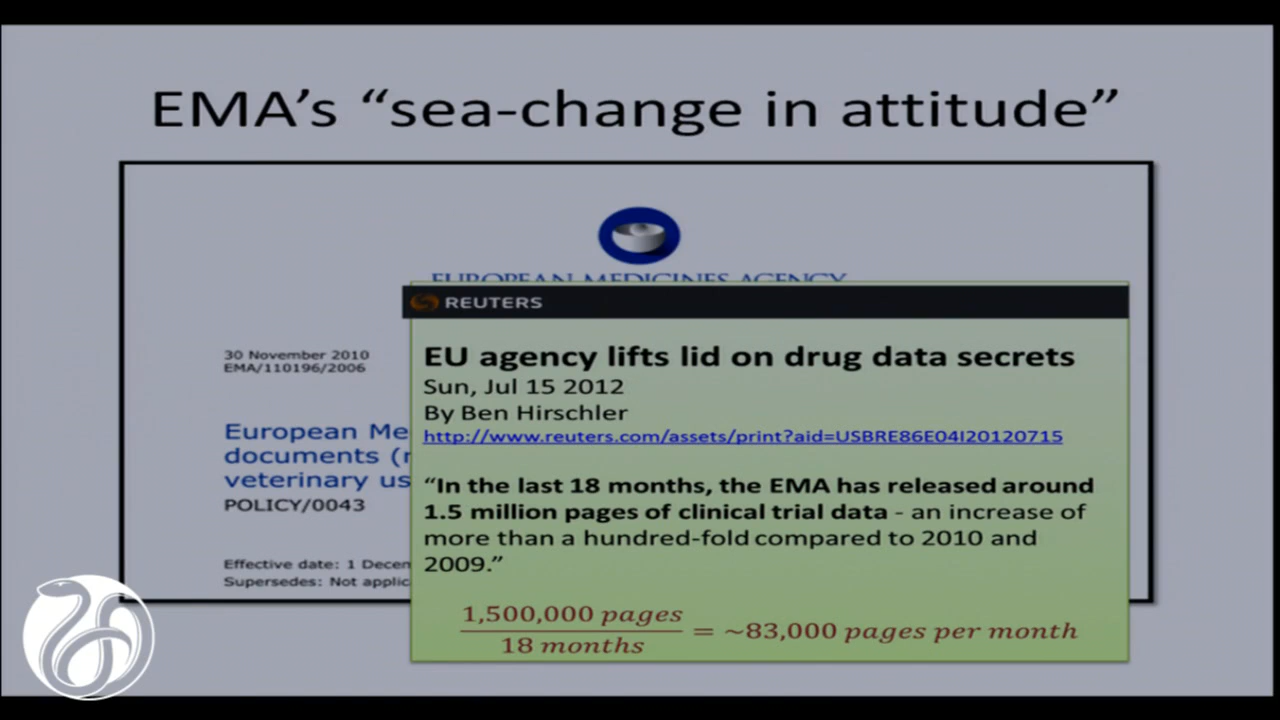 EMA’s “sea-change in attitude”
EUROPEAN MEDICINES AGENCY
REUTERS
30 November 2010
EMA/110196/2006
European Me
documents (r
veterinary us
POLICY/0043
Effective date: 1 Decem
Supersedes: Not applic
EU agency lifts lid on drug data secrets
Sun, Jul 15 2012
By Ben Hirschler
http://www.reuters.com/assets/print?aid=USBRE86E04I20120715
“In the last 18 months, the EMA has released around
1.5 million pages of clinical trial data - an increase of
more than a hundred-fold compared to 2010 and
2009.”
1,500,000 pages
18 months
= ~83,000 pages per month